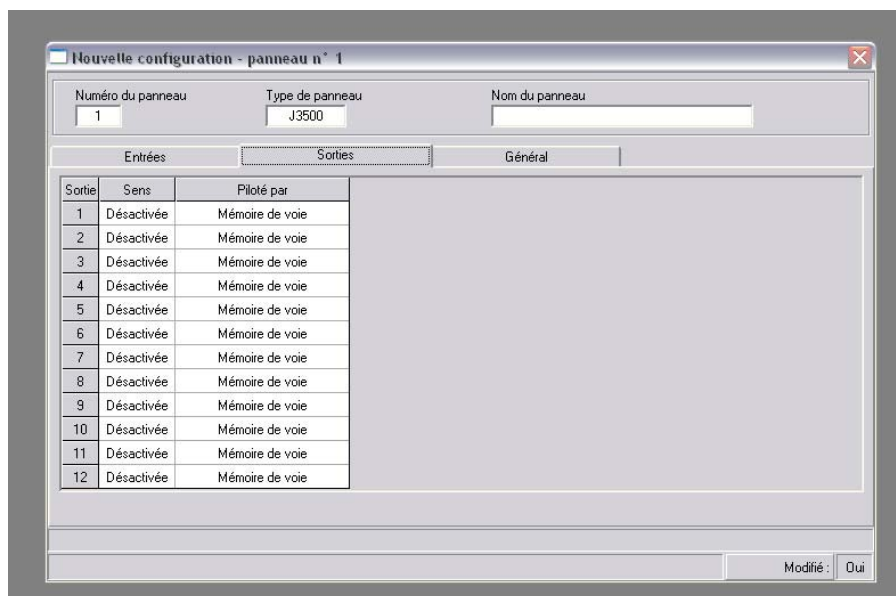 Nouvelle configuration - panneau n° 1
Numéro du panneau Type de panneau Nom du panneau
1 J3500
Entrées Sorties Général
Sortie Sens Piloté par
1 Désactivée Mémoire de voie
2 Désactivée Mémoire de voie
3 Désactivée Mémoire de voie
4 Désactivée Mémoire de voie
5 Désactivée Mémoire de voie
6 Désactivée Mémoire de voie
7 Désactivée Mémoire de voie
8 Désactivée Mémoire de voie
9 Désactivée Mémoire de voie
10 Désactivée Mémoire de voie
11 Désactivée Mémoire de voie
12 Désactivée Mémoire de voie
Modifié : Oui